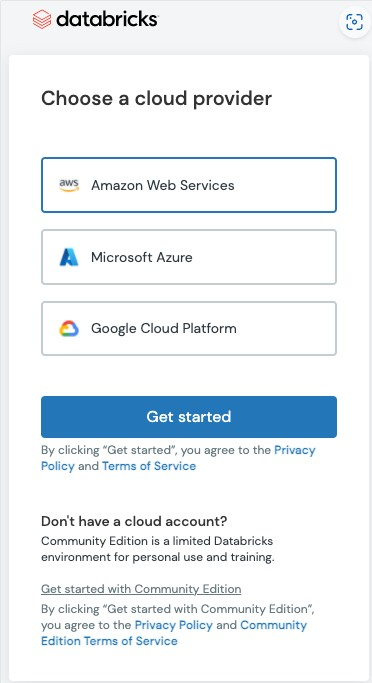 databricks
Choose a cloud provider
aws Amazon Web Services
Microsoft Azure
Google Cloud Platform
Get started
By clicking “Get started”, you agree to the Privacy
Policy and Terms of Service
Don't have a cloud account?
Community Edition is a limited Databricks
environment for personal use and training.
Get started with Community Edition
By clicking “Get started with Community Edition”,
you agree to the Privacy Policy and Community
Edition Terms of Service